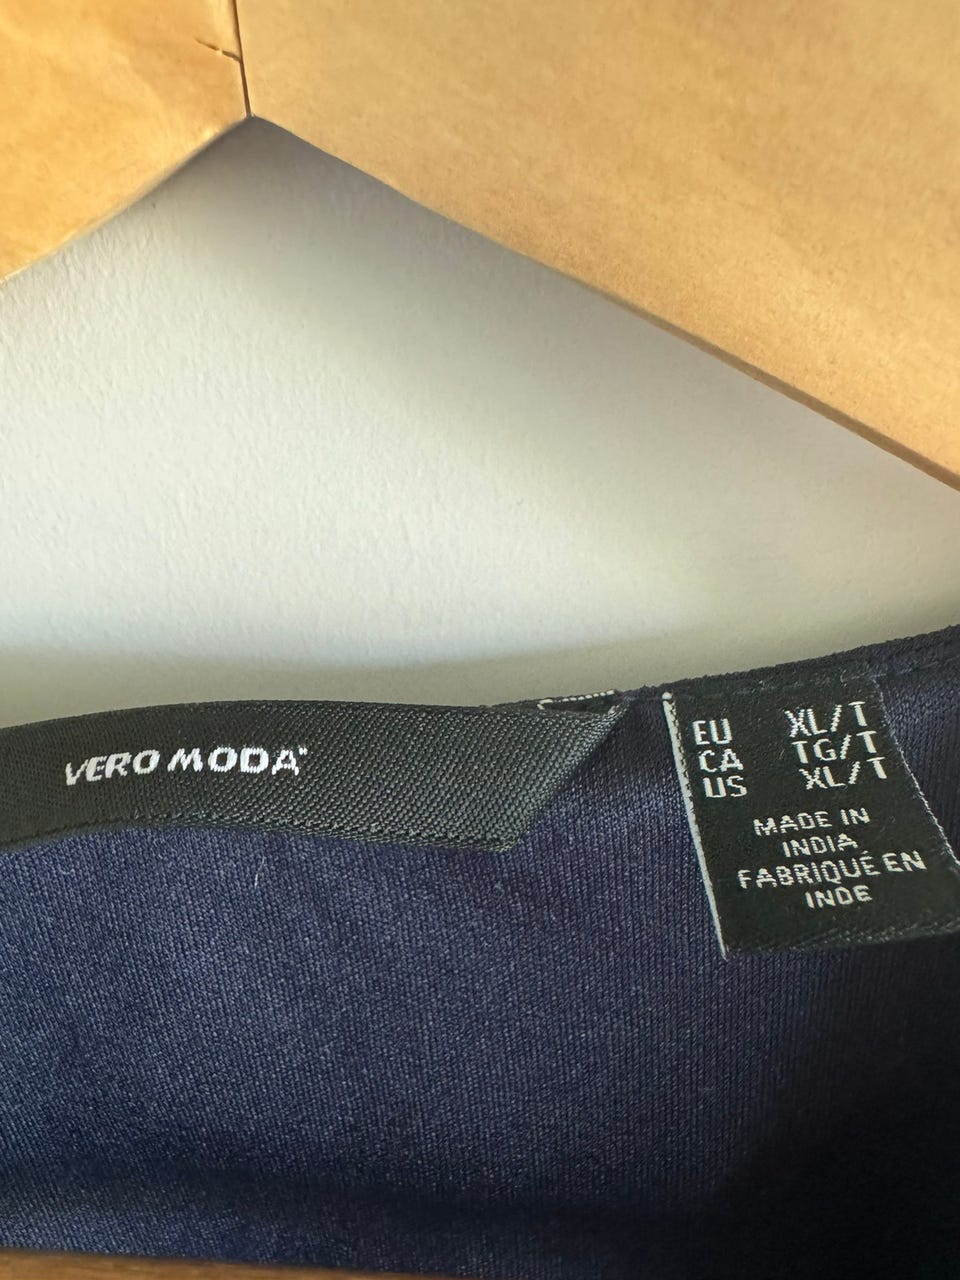 VERO MODA
EU XL/T
CA TG/T
US XL/T
MADE IN
INDIA
FABRIQUÉ EN
INDE